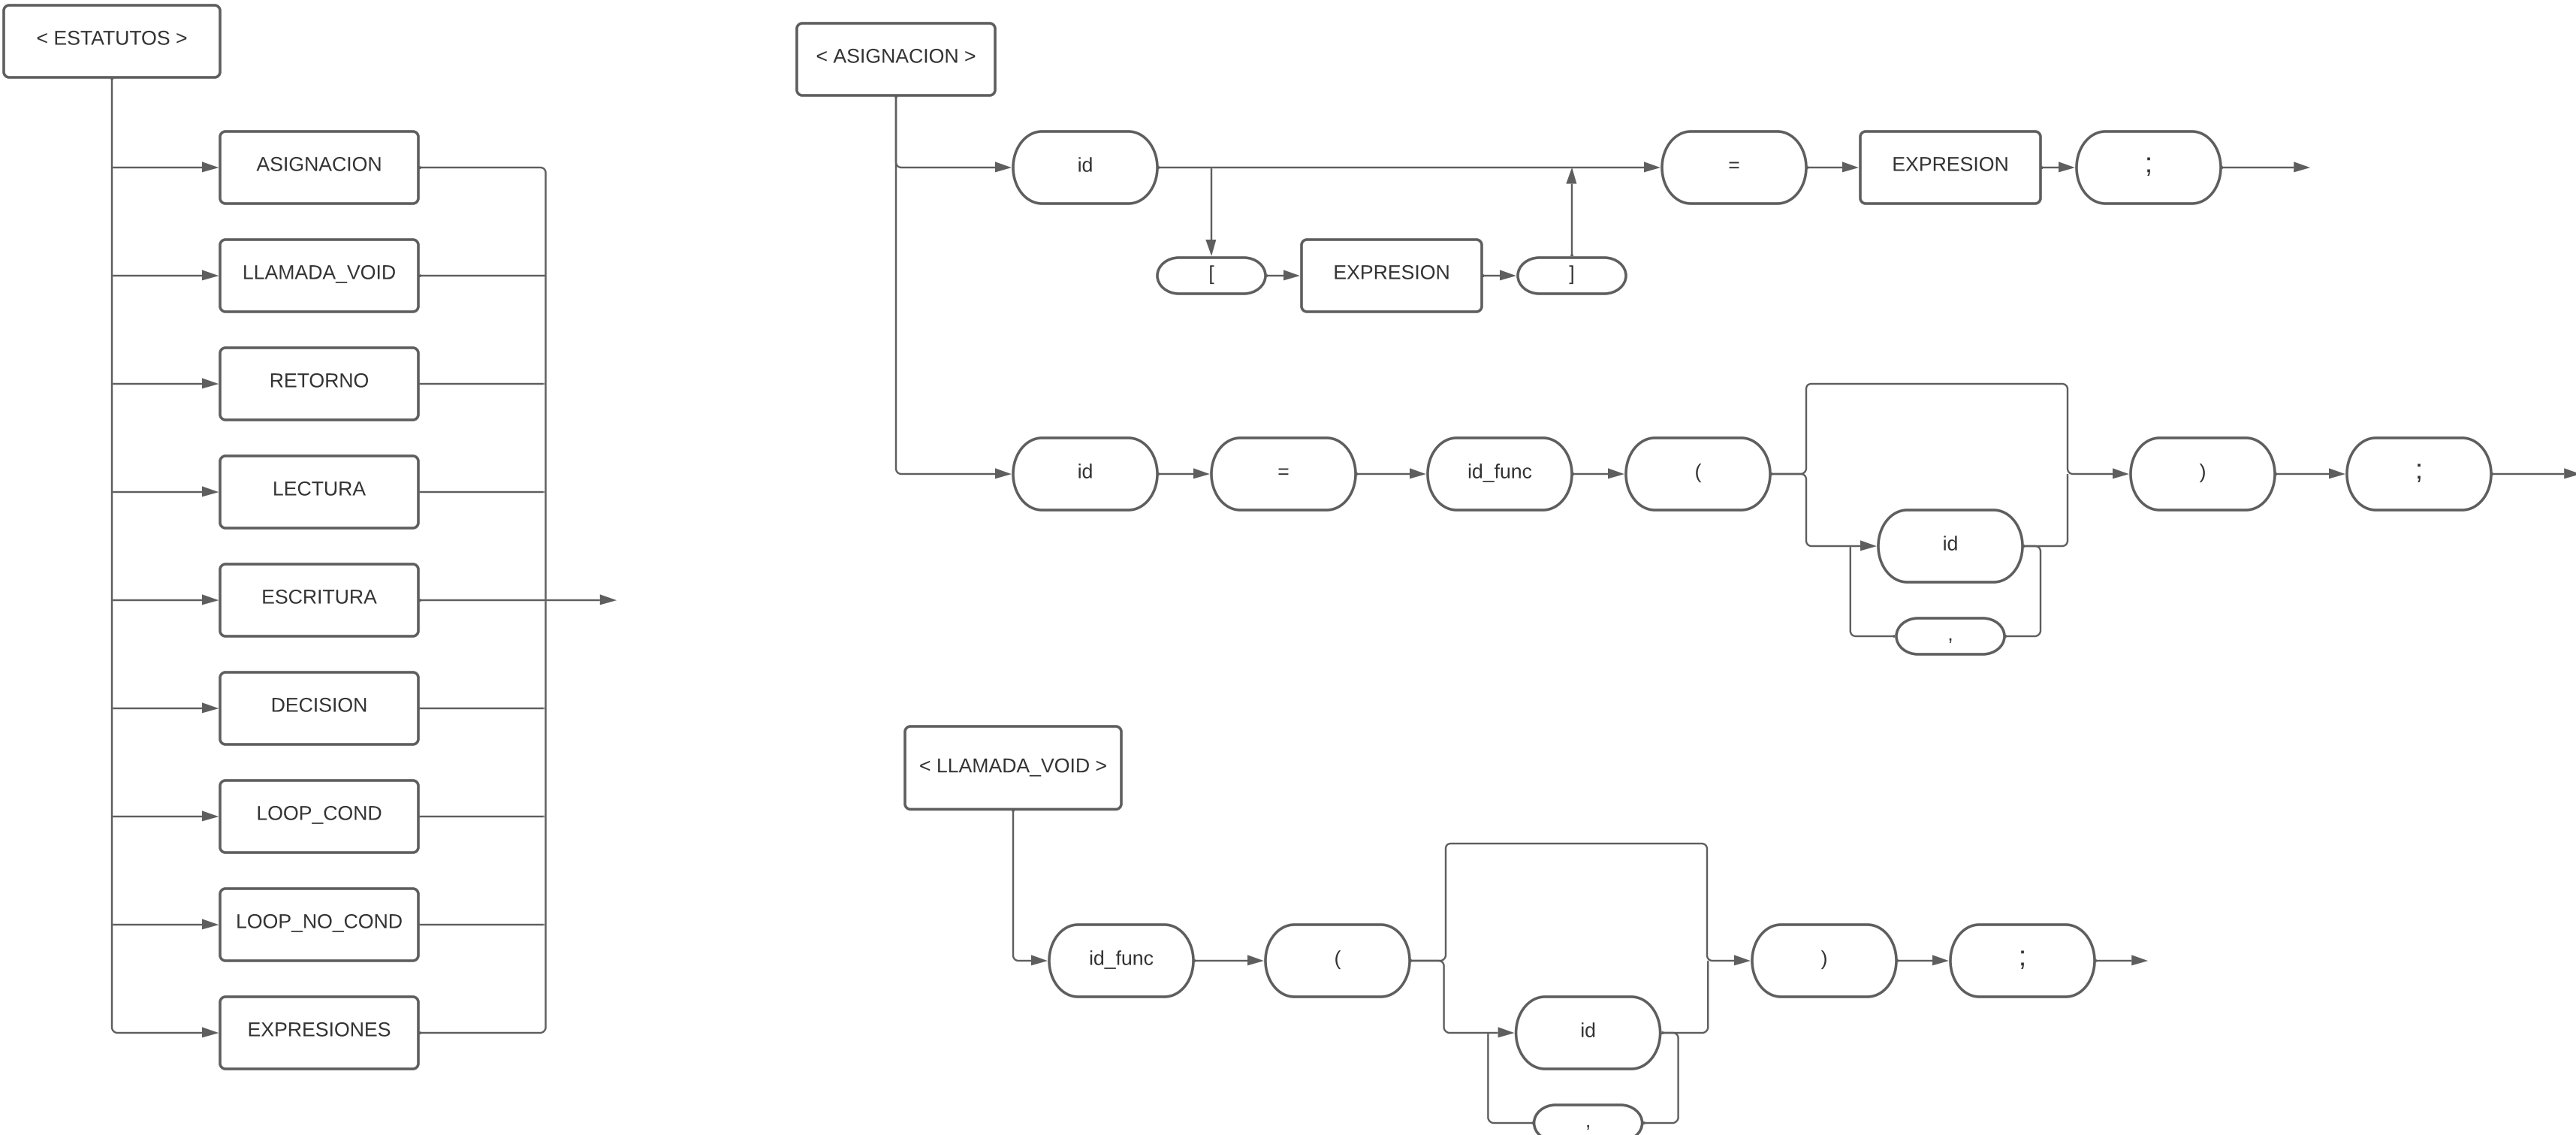 < ESTATUTOS >
ASIGNACION
LLAMADA_VOID
RETORNO
LECTURA
ESCRITURA
DECISION
LOOP_COND
LOOP_NO_COND
EXPRESIONES
< ASIGNACION >
id
=
EXPRESION
;
[
EXPRESION
]
id
=
id_func
(
)
;
id
,
< LLAMADA_VOID >
id_func
(
)
;
id
,